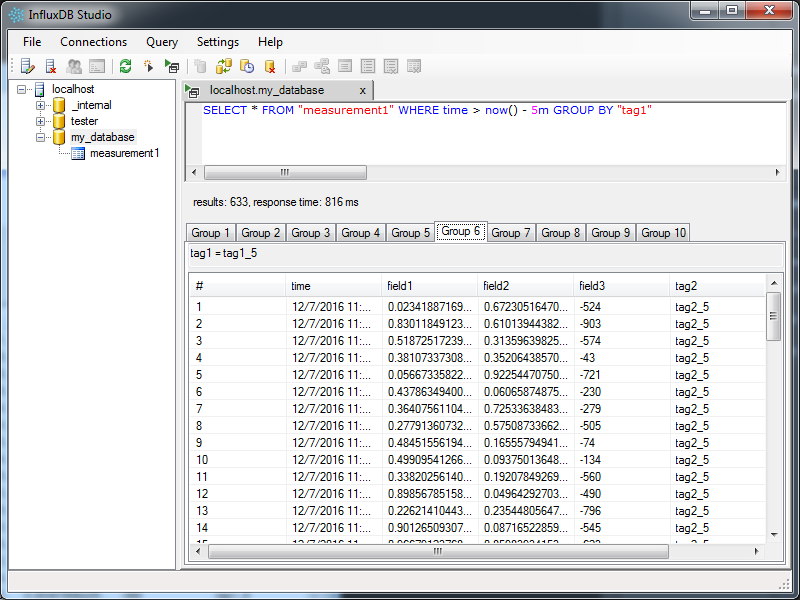 InfluxDB Studio
File Connections Query Settings Help
localhost
_internal
tester
my_database
measurement1
localhost.my_database x
SELECT * FROM "measurement1" WHERE time > now() - 5m GROUP BY "tag1"
results: 633, response time: 816 ms
Group 1 Group 2 Group 3 Group 4 Group 5 Group 6 Group 7 Group 8 Group 9 Group 10
tag1 = tag1_5
# time field1 field2 field3 tag2
1 12/7/2016 11:... 0.02341887169... 0.67230516470... -524 tag2_5
2 12/7/2016 11:... 0.83011849123... 0.61013944382... -903 tag2_5
3 12/7/2016 11:... 0.51872517239... 0.31359639825... -574 tag2_5
4 12/7/2016 11:... 0.38107337308... 0.35206438570... -43 tag2_5
5 12/7/2016 11:... 0.05667335822... 0.92254470750... -721 tag2_5
6 12/7/2016 11:... 0.43786349400... 0.06065874875... -230 tag2_5
7 12/7/2016 11:... 0.36407561104... 0.72533638483... -279 tag2_5
8 12/7/2016 11:... 0.27791360732... 0.57508733662... -505 tag2_5
9 12/7/2016 11:... 0.48451556194... 0.16555794941... -74 tag2_5
10 12/7/2016 11:... 0.49909541266... 0.09375013648... -134 tag2_5
11 12/7/2016 11:... 0.33820256140... 0.19207849269... -560 tag2_5
12 12/7/2016 11:... 0.89856785158... 0.04964292703... -490 tag2_5
13 12/7/2016 11:... 0.22621410443... 0.23544805647... -796 tag2_5
14 12/7/2016 11:... 0.90126509307... 0.08716522859... -545 tag2_5